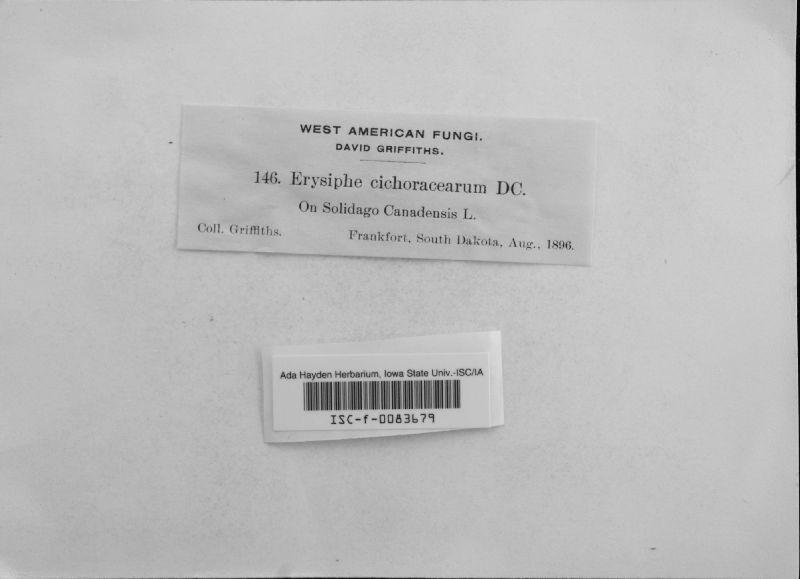 WEST AMERICAN FUNGI.
DAVID GRIFFITHS.
146. Erysiphe cichoracearum DC.
On Solidago Canadensis L.
Coll. Griffiths. Frankfort, South Dakota, Aug., 1896.
Ada Hayden Herbarium, Iowa State Univ.-ISC/IA
ISC-f-0083679